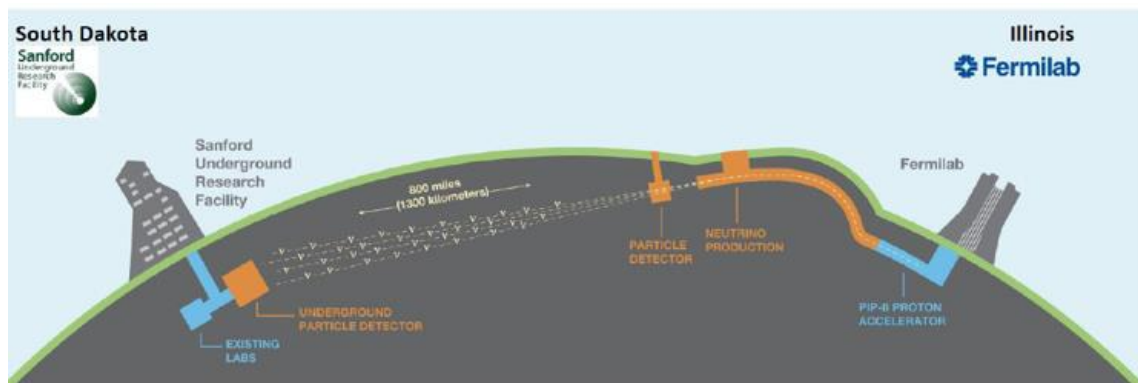 South Dakota
Sanford
Underground
Research
Facility
Illinois
Fermilab
Sanford
Underground
Research
Facility
Fermilab
800 miles
(1300 kilometers)
PARTICLE
DETECTOR
NEUTRINO
PRODUCTION
UNDERGROUND
PARTICLE DETECTOR
EXISTING
LABS
PIP-II PROTON
ACCELERATOR